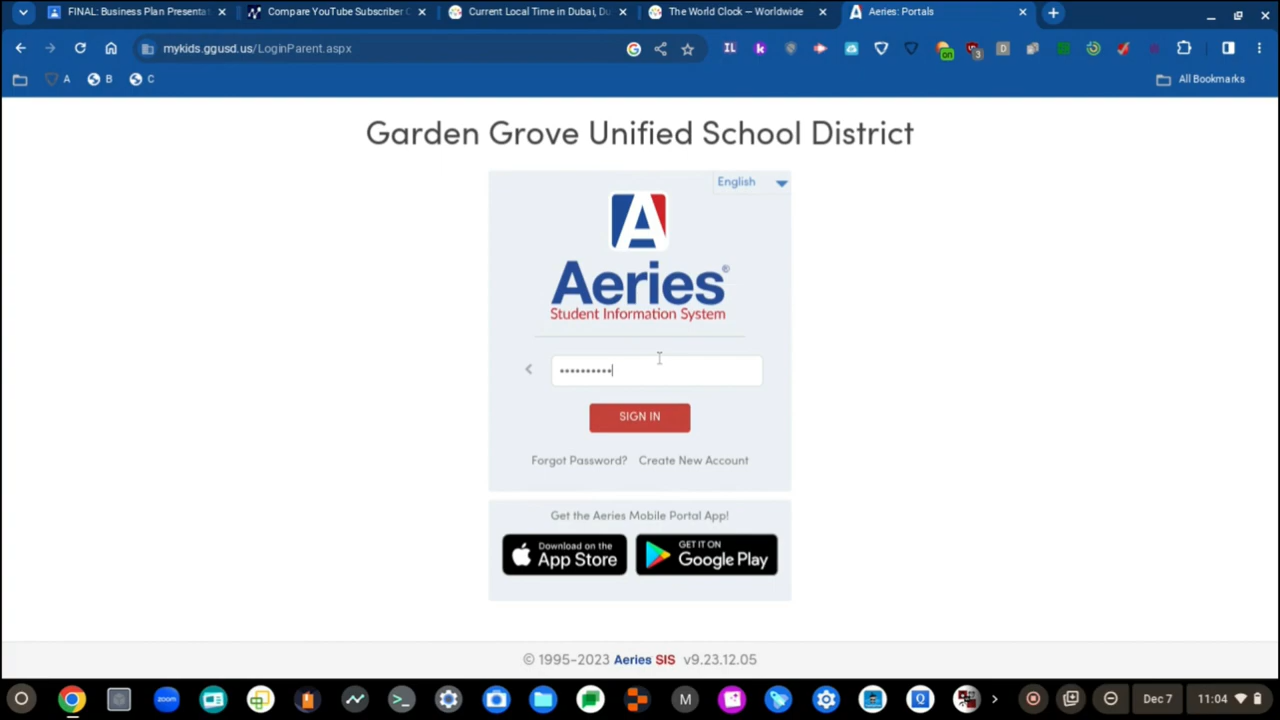 FINAL: Business Plan Presentat
Compare YouTube Subscriber C
Current Local Time in Dubai, Du
The World Clock — Worldwide
Aeries: Portals
mykids.ggusd.us/LoginParent.aspx
A
B
C
All Bookmarks
Garden Grove Unified School District
English
A
Aeries®
Student Information System
••••••••••
SIGN IN
Forgot Password?
Create New Account
Get the Aeries Mobile Portal App!
Download on the
App Store
GET IT ON
Google Play
© 1995-2023 Aeries SIS v9.23.12.05
zoom
M
Q
Dec 7
11:04